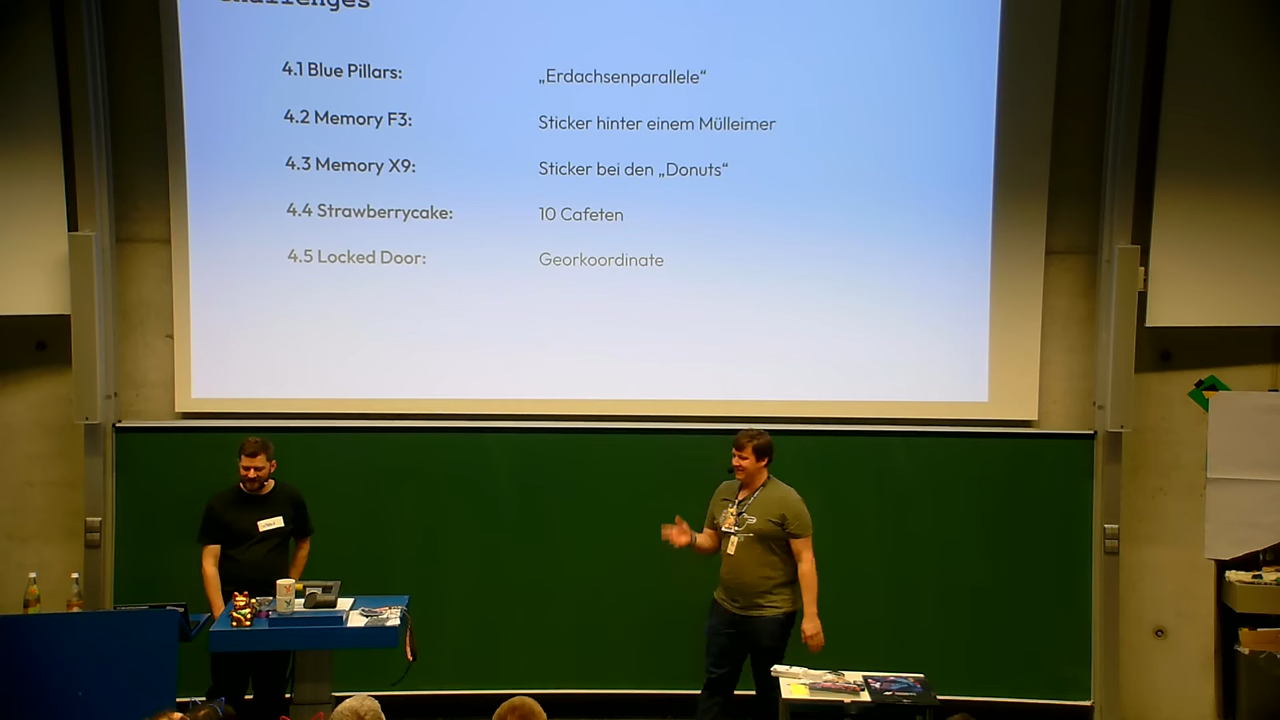 4.1 Blue Pillars: „Erdachsenparallele“
4.2 Memory F3: Sticker hinter einem Mülleimer
4.3 Memory X9: Sticker bei den „Donuts“
4.4 Strawberrycake: 10 Cafeten
4.5 Locked Door: Georkoordinate